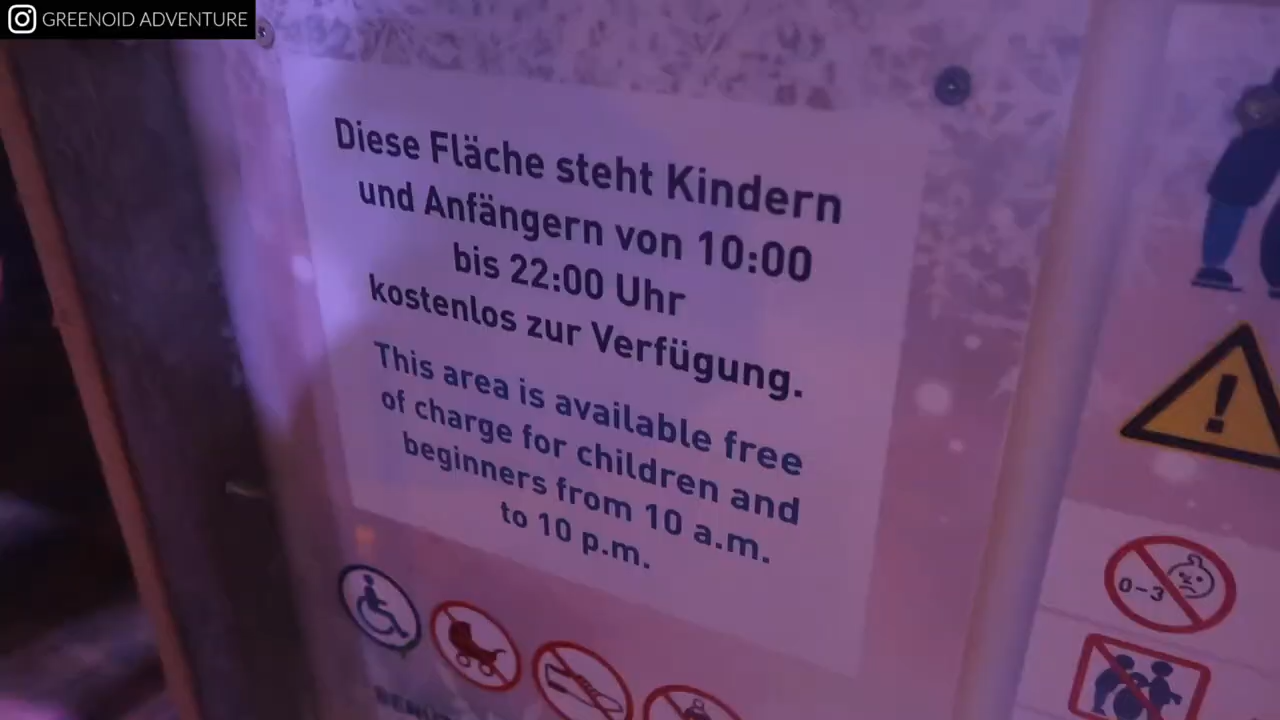 GREENOID ADVENTURE
Diese Fläche steht Kindern
und Anfängern von 10:00
bis 22:00 Uhr
kostenlos zur Verfügung.
This area is available free
of charge for children and
beginners from 10 a.m.
to 10 p.m.
0-3